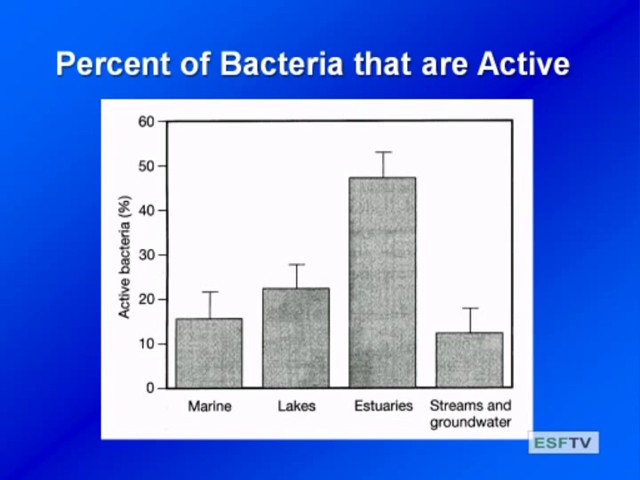 Percent of Bacteria that are Active
60
50
40
30
20
10
0
Active bacteria (%)
Marine
Lakes
Estuaries
Streams and
groundwater
ESFTV